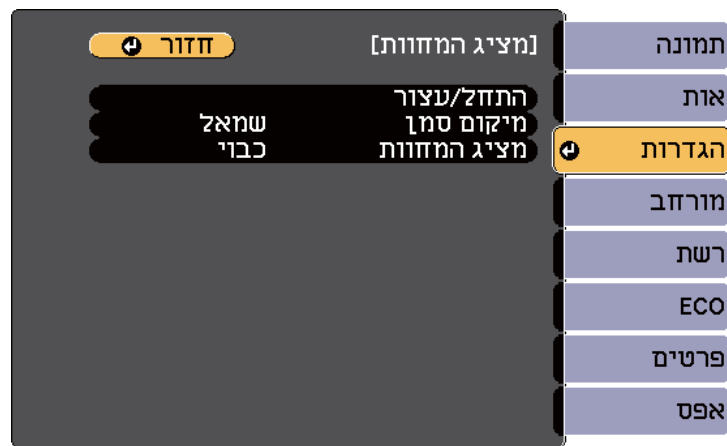 [מציג המחוות]
חזור
התחל/עצור
מיקום סמן שמאל
מציג המחוות כבוי
תמונה
אות
הגדרות
מורחב
רשת
ECO
פרטים
אפס